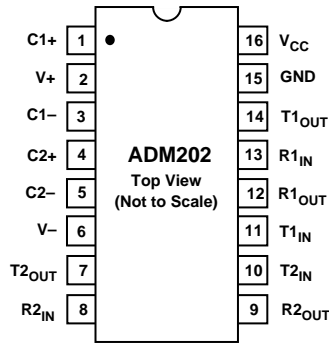 C1+ 1 16 VCC
V+ 2 15 GND
C1– 3 14 T1OUT
C2+ 4 ADM202 13 R1IN
Top View
C2– 5 (Not to Scale) 12 R1OUT
V– 6 11 T1IN
T2OUT 7 10 T2IN
R2IN 8 9 R2OUT